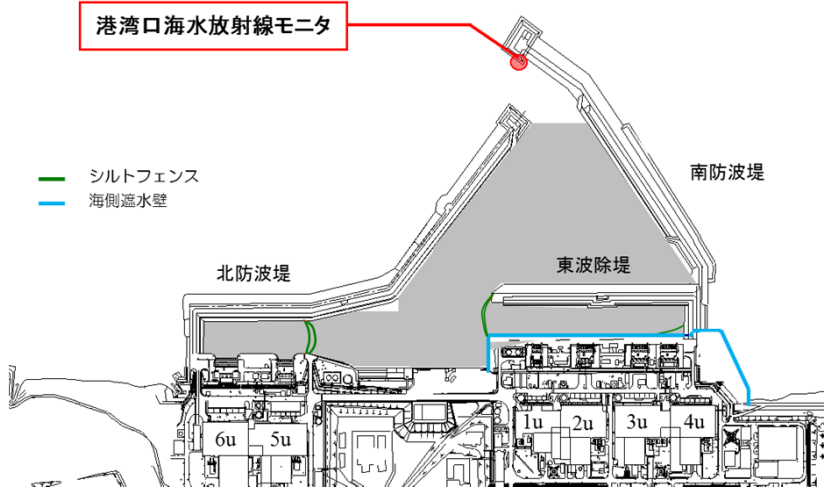 港湾口海水放射線モニタ
シルトフェンス
海側遮水壁
南防波堤
北防波堤
東波除堤
6u
5u
1u
2u
3u
4u